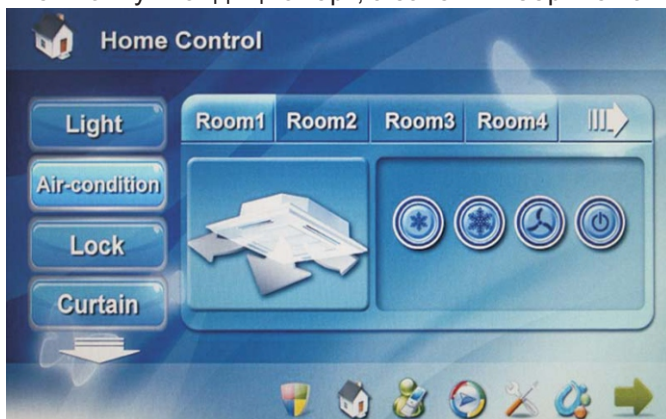 Home Control
Light
Room1 Room2 Room3 Room4
Air-condition
Lock
Curtain